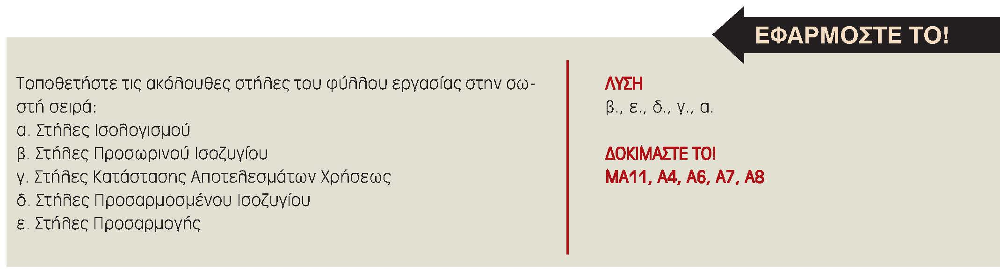 ΕΦΑΡΜΟΣΤΕ ΤΟ!
Τοποθετήστε τις ακόλουθες στήλες του φύλλου εργασίας στην σω-
στή σειρά:
α. Στήλες Ισολογισμού
β. Στήλες Προσωρινού Ισοζυγίου
γ. Στήλες Κατάστασης Αποτελεσμάτων Χρήσεως
δ. Στήλες Προσαρμοσμένου Ισοζυγίου
ε. Στήλες Προσαρμογής
ΛΥΣΗ
β., ε., δ., γ., α.
ΔΟΚΙΜΑΣΤΕ ΤΟ!
ΜΑ11, Α4, Α6, Α7, Α8